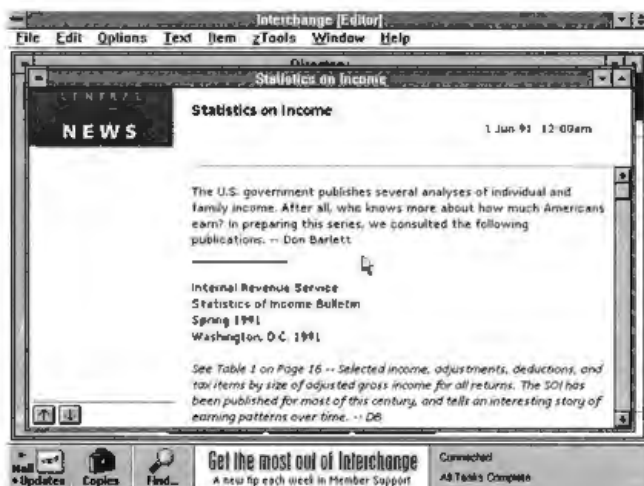 Interchange [Editor]
File Edit Options Text Item zTools Window Help
Statistics on Income
CENTRAL
NEWS
Statistics on Income
1 Jun 91 12:00am
The U.S. government publishes several analyses of individual and
family income. After all, who knows more about how much Americans
earn? In preparing this series, we consulted the following
publications. -- Don Barlett
Internal Revenue Service
Statistics of Income Bulletin
Spring 1991
Washington, D.C. 1991
See Table 1 on Page 16 -- Selected income, adjustments, deductions, and
tax items by size of adjusted gross income for all returns. The SOI has
been published for most of this century, and tells an interesting story of
earning patterns over time. -- DB
Mail
Updates Copies Find...
Get the most out of Interchange
A new tip each week in Member Support
Connected
All Tasks Complete